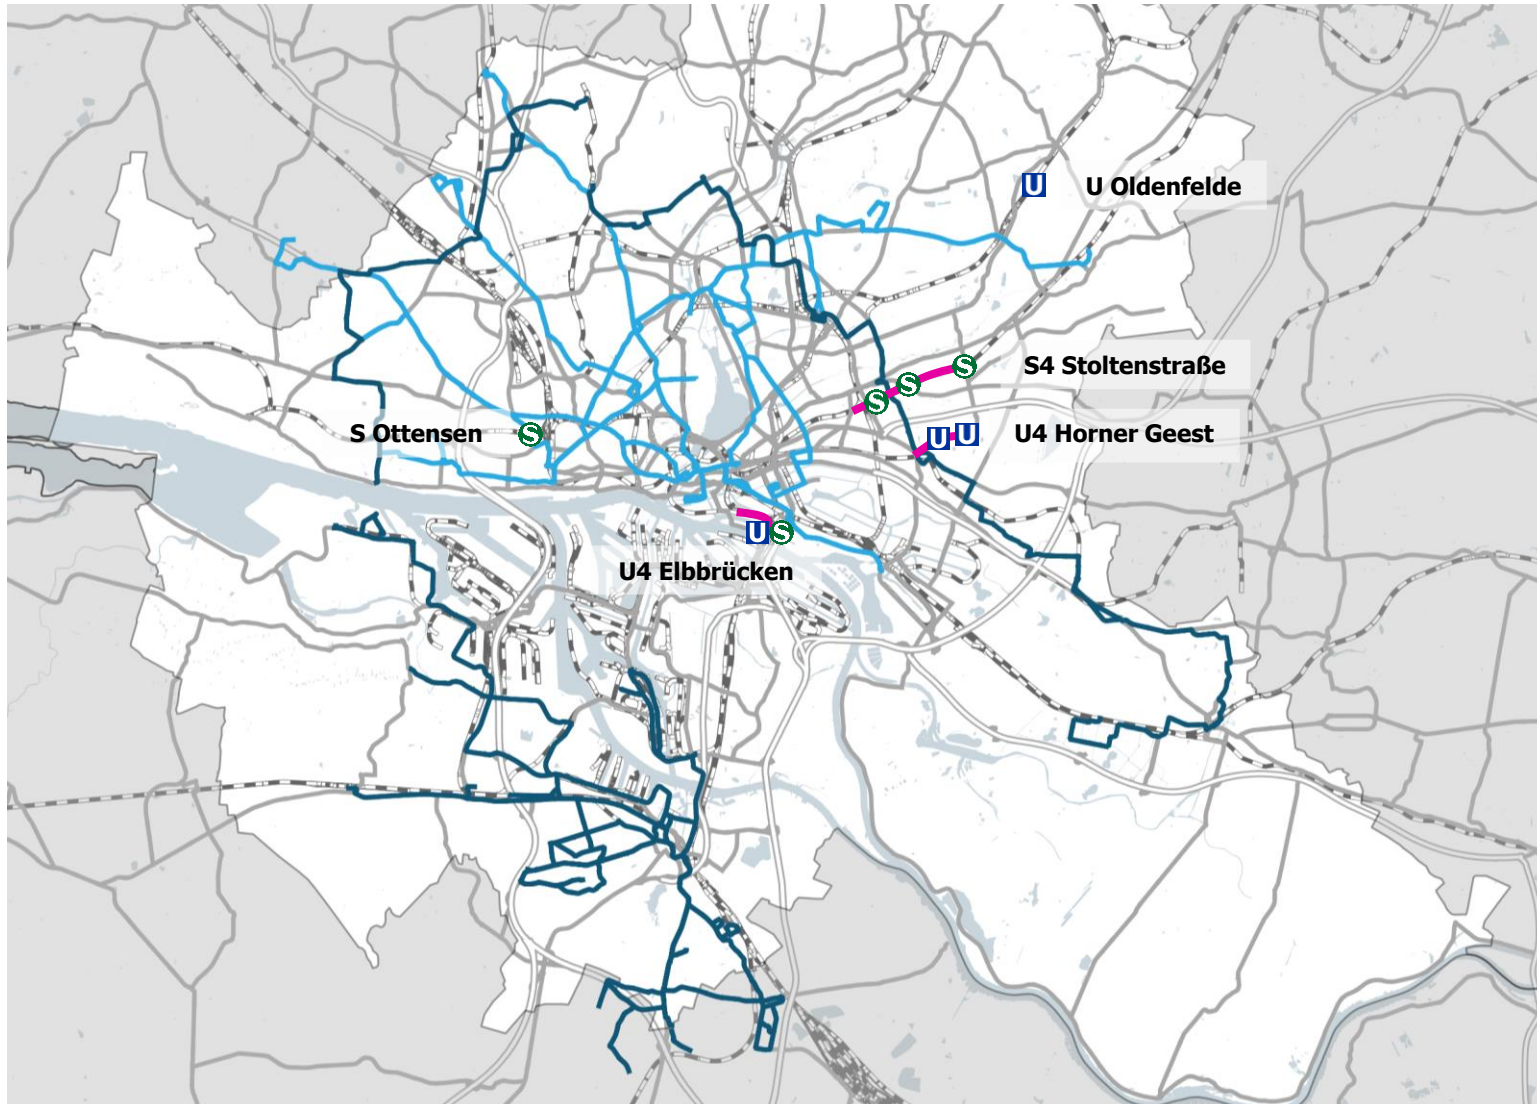 U U Oldenfelde
S
S S4 Stoltenstraße
S
S Ottensen S U U U4 Horner Geest
U S
U4 Elbbrücken